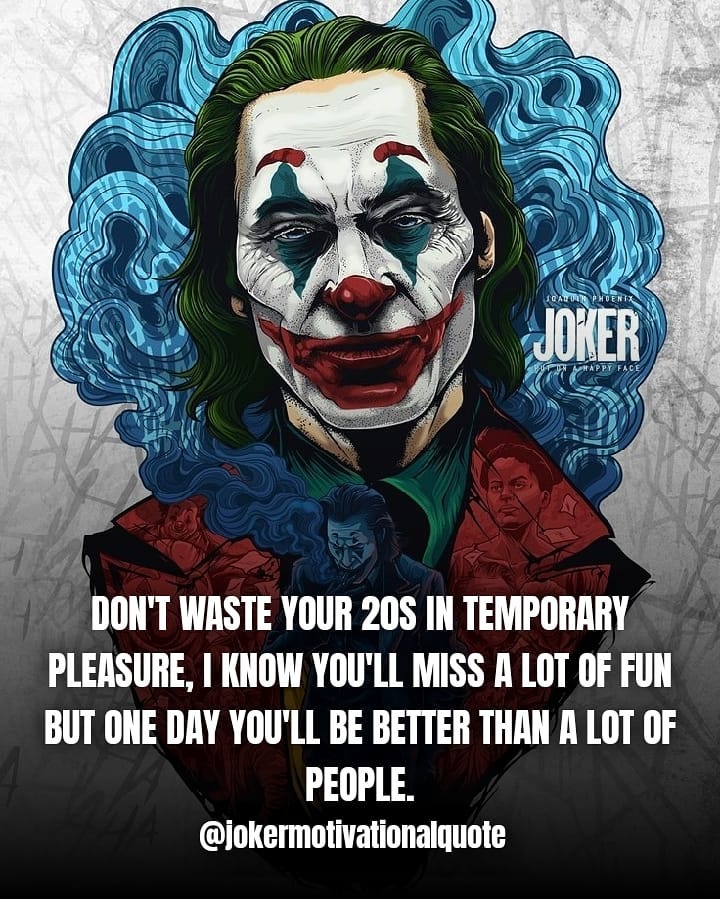 JOAQUIN PHOENIX
JOKER
PUT ON A HAPPY FACE
DON'T WASTE YOUR 20S IN TEMPORARY
PLEASURE, I KNOW YOU'LL MISS A LOT OF FUN
BUT ONE DAY YOU'LL BE BETTER THAN A LOT OF
PEOPLE.
@jokermotivationalquote